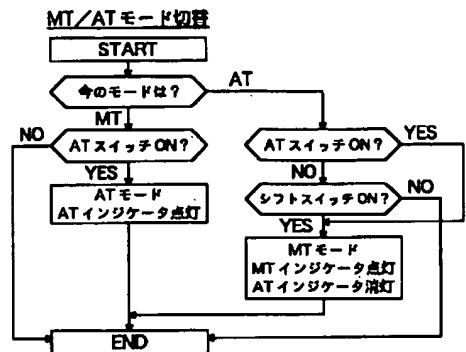 MT/ATモード切替
START
今のモードは?
AT
MT
NO
ATスイッチON?
YES
ATモード
ATインジケータ点灯
ATスイッチON?
YES
NO
シフトスイッチON?
NO
YES
MTモード
MTインジケータ点灯
ATインジケータ消灯
END